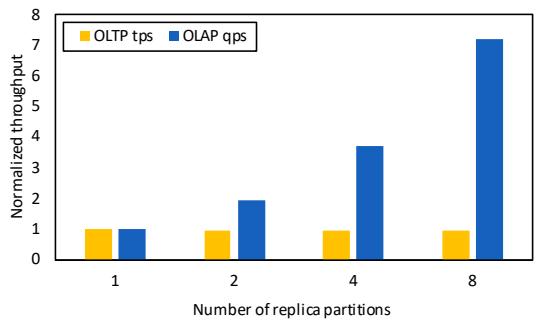 OLTP tps OLAP qps
Normalized throughput
8
7
6
5
4
3
2
1
0
1 2 4 8
Number of replica partitions